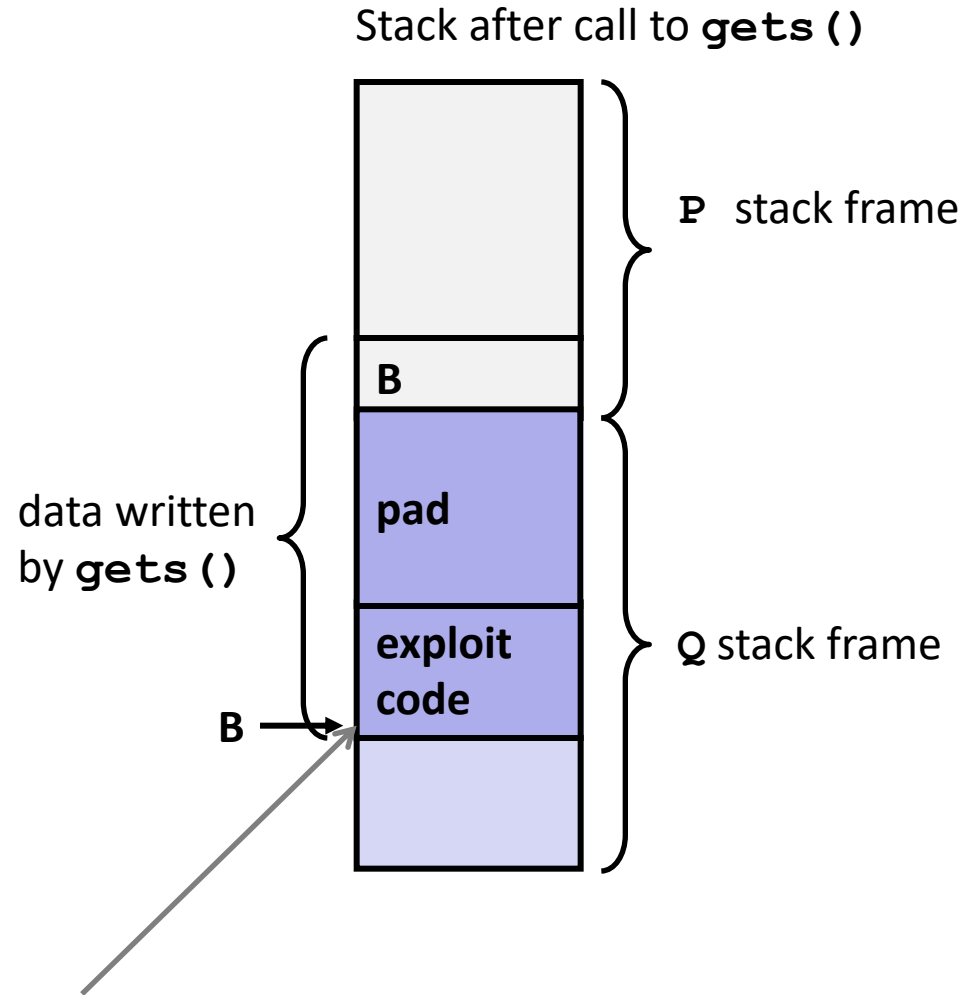 Stack after call to gets()
P stack frame
B
pad
data written
by gets()
exploit
code
Q stack frame
B